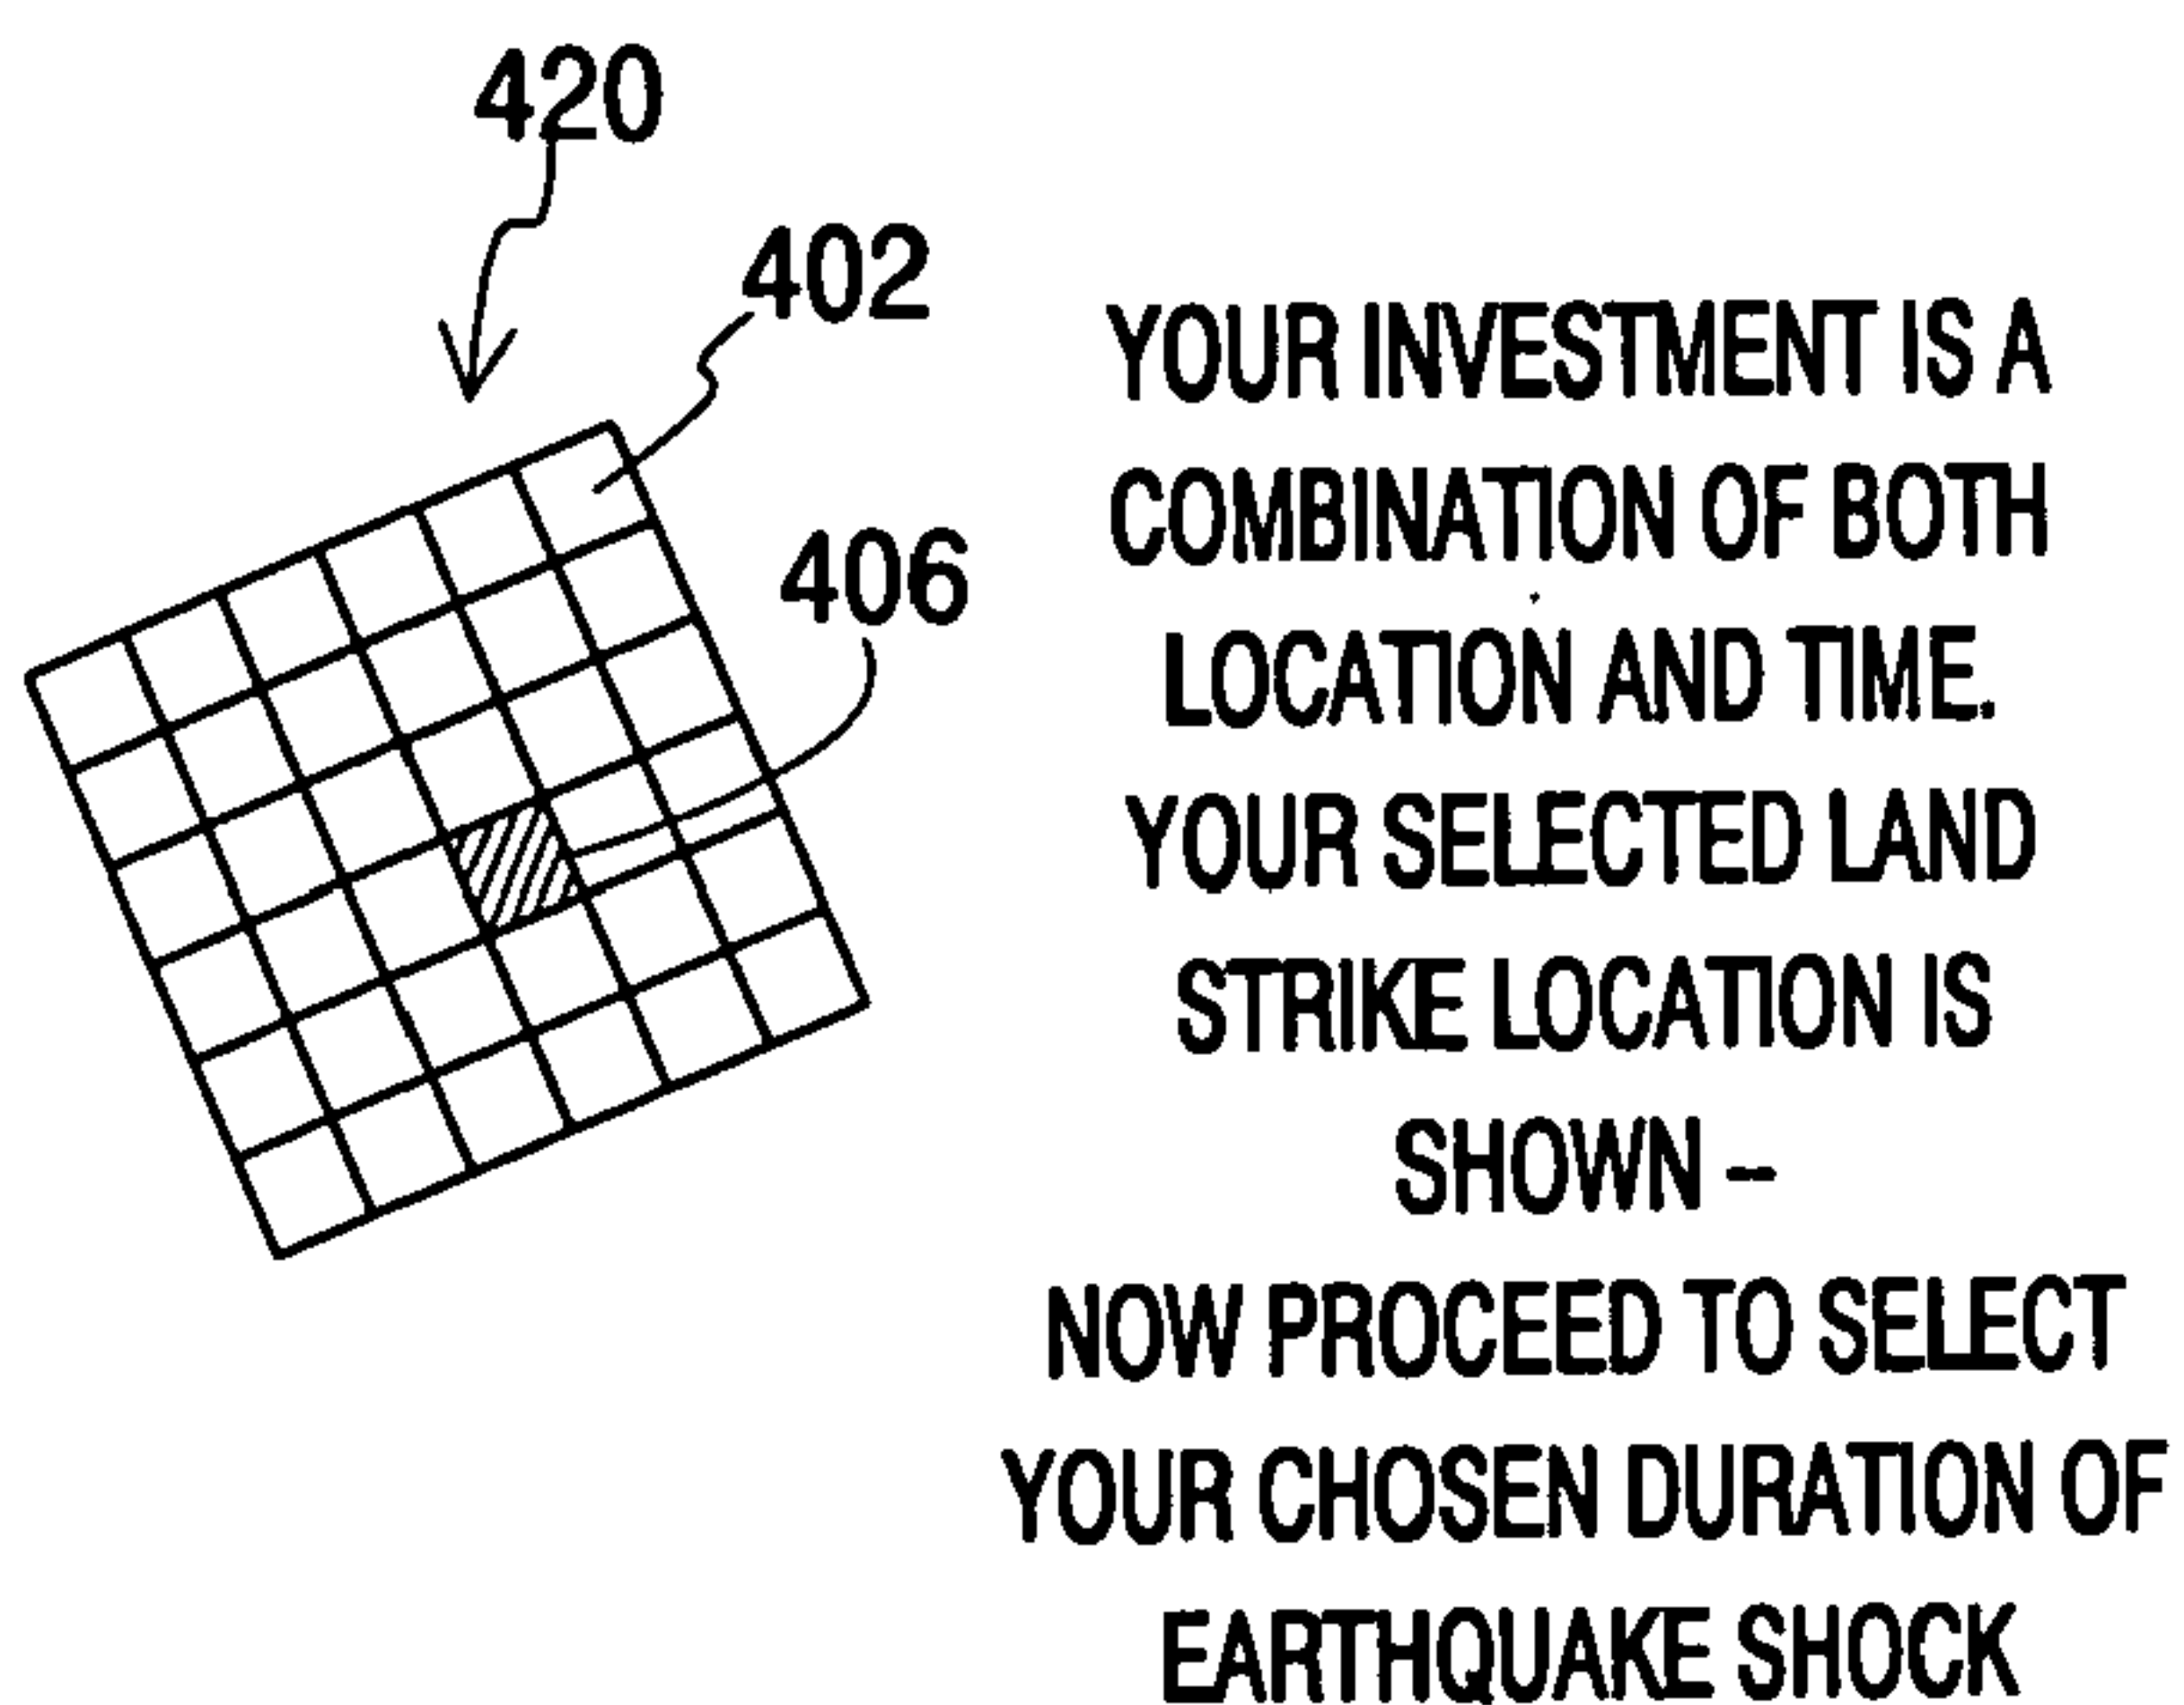 420
402
406
YOUR INVESTMENT IS A
COMBINATION OF BOTH
LOCATION AND TIME.
YOUR SELECTED LAND
STRIKE LOCATION IS
SHOWN –
NOW PROCEED TO SELECT
YOUR CHOSEN DURATION OF
EARTHQUAKE SHOCK